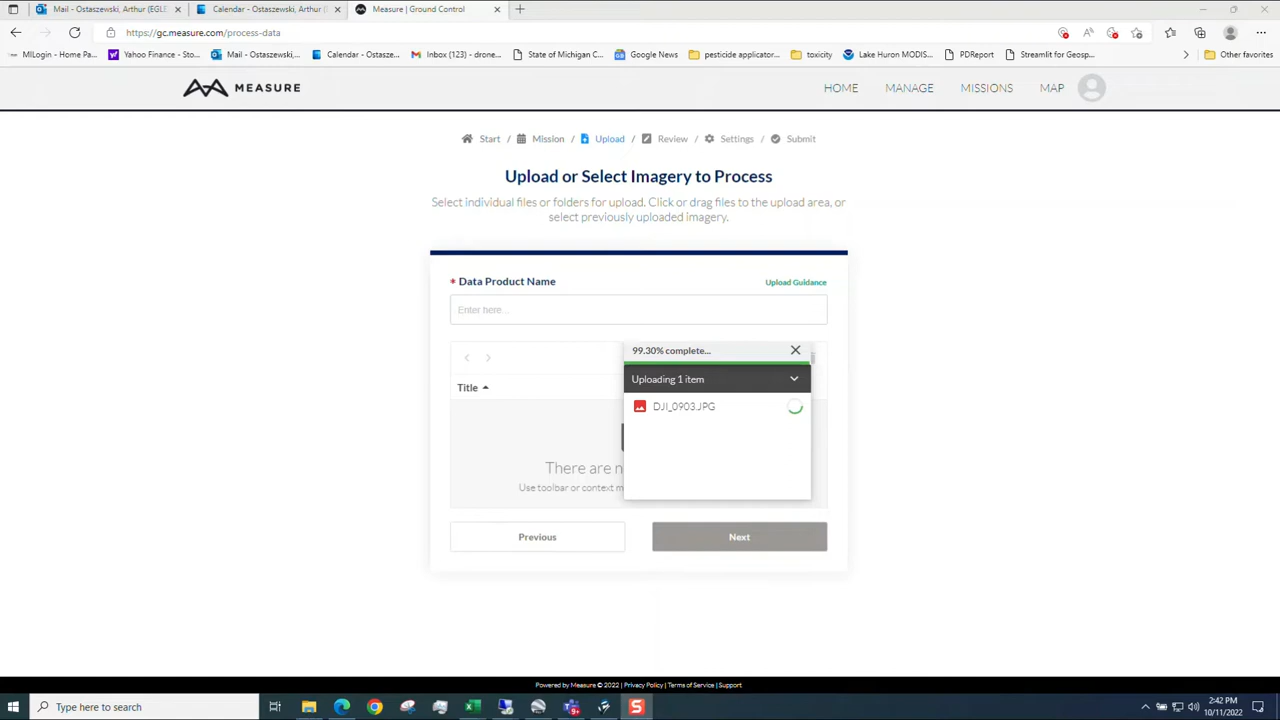 Mail - Ostaszewski, Arthur (EGLE
Calendar - Ostaszewski, Arthur (D
Measure | Ground Control
https://gc.measure.com/process-data
MILogin - Home Pa...
Yahoo Finance - Sto...
Mail - Ostaszewski,...
Calendar - Ostasze...
Inbox (123) - drone...
State of Michigan C...
Google News
pesticide applicator...
toxicity
Lake Huron MODIS...
PDReport
Streamlit for Geosp...
Other favorites
MEASURE
HOME
MANAGE
MISSIONS
MAP
Start / Mission / Upload / Review / Settings / Submit
Upload or Select Imagery to Process
Select individual files or folders for upload. Click or drag files to the upload area, or
select previously uploaded imagery.
* Data Product Name
Upload Guidance
Enter here...
99.30% complete...
Uploading 1 item
Title
DJI_0903.JPG
There are n
Use toolbar or context m
Previous
Next
Powered by Measure © 2022 | Privacy Policy | Terms of Service | Support
Type here to search
2:42 PM
10/11/2022